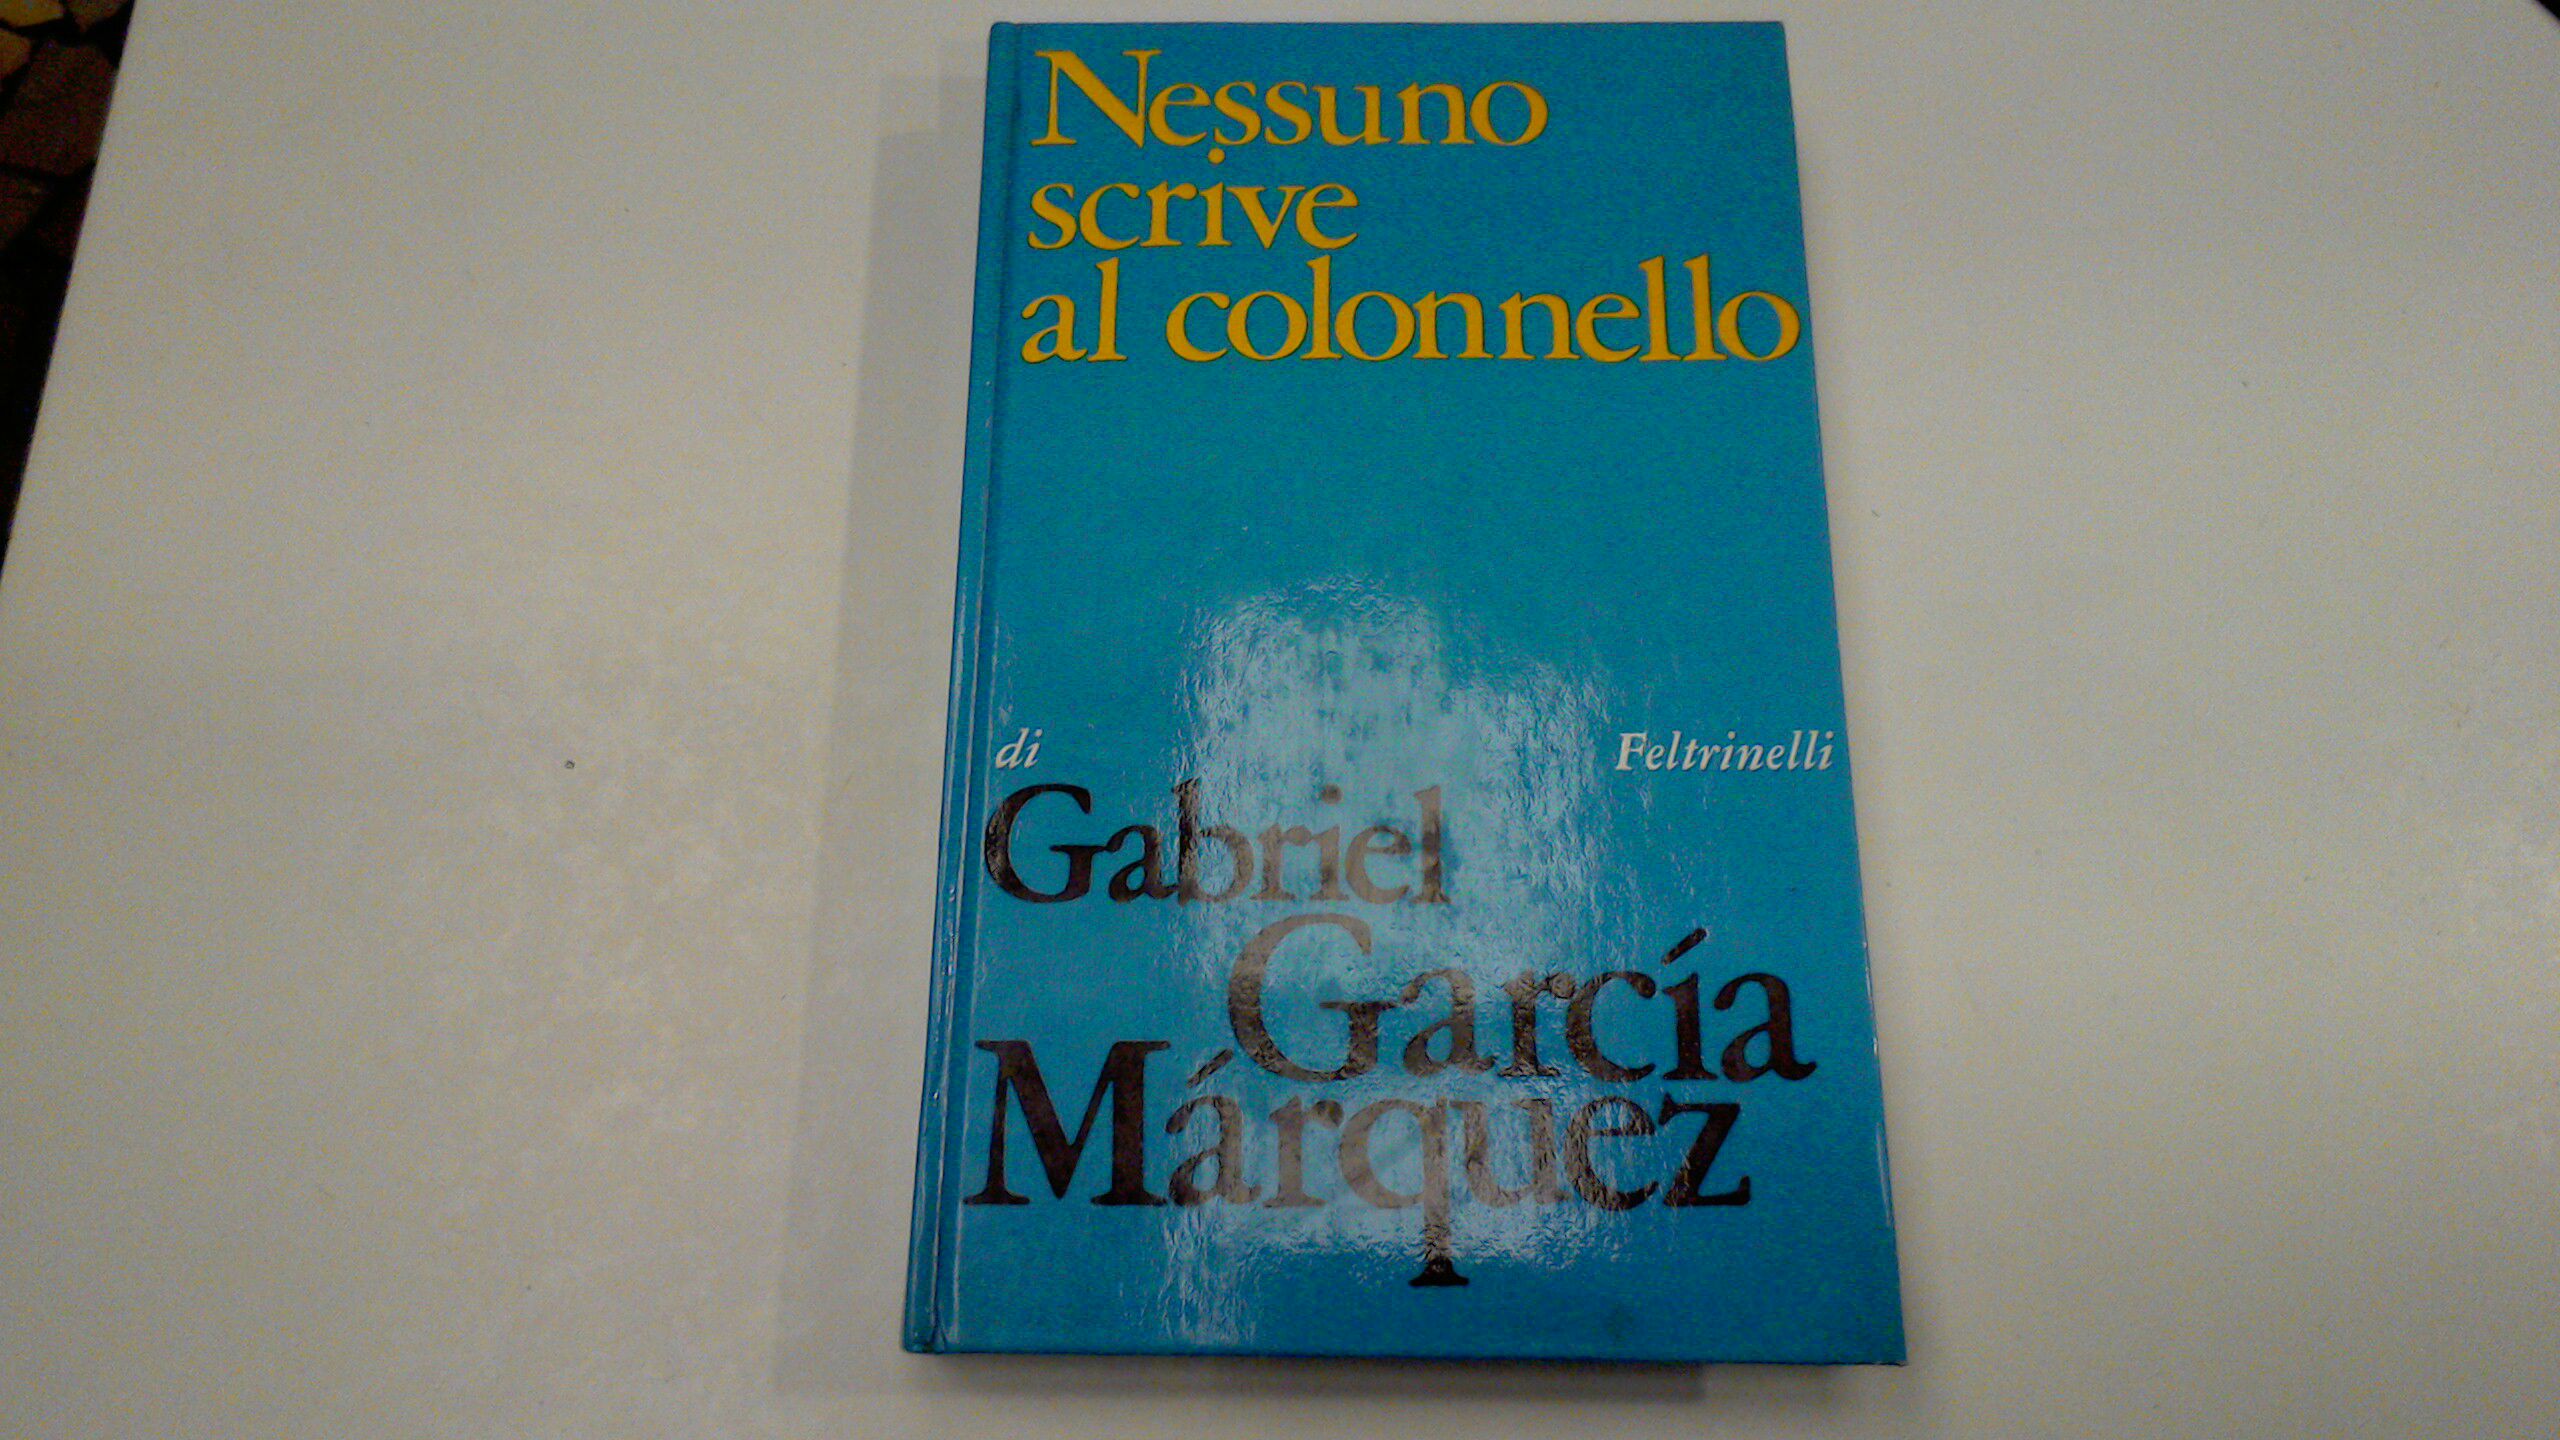 Nessuno
scrive
al colonnello
di
Feltrinelli
Gabriel
García
Márquez